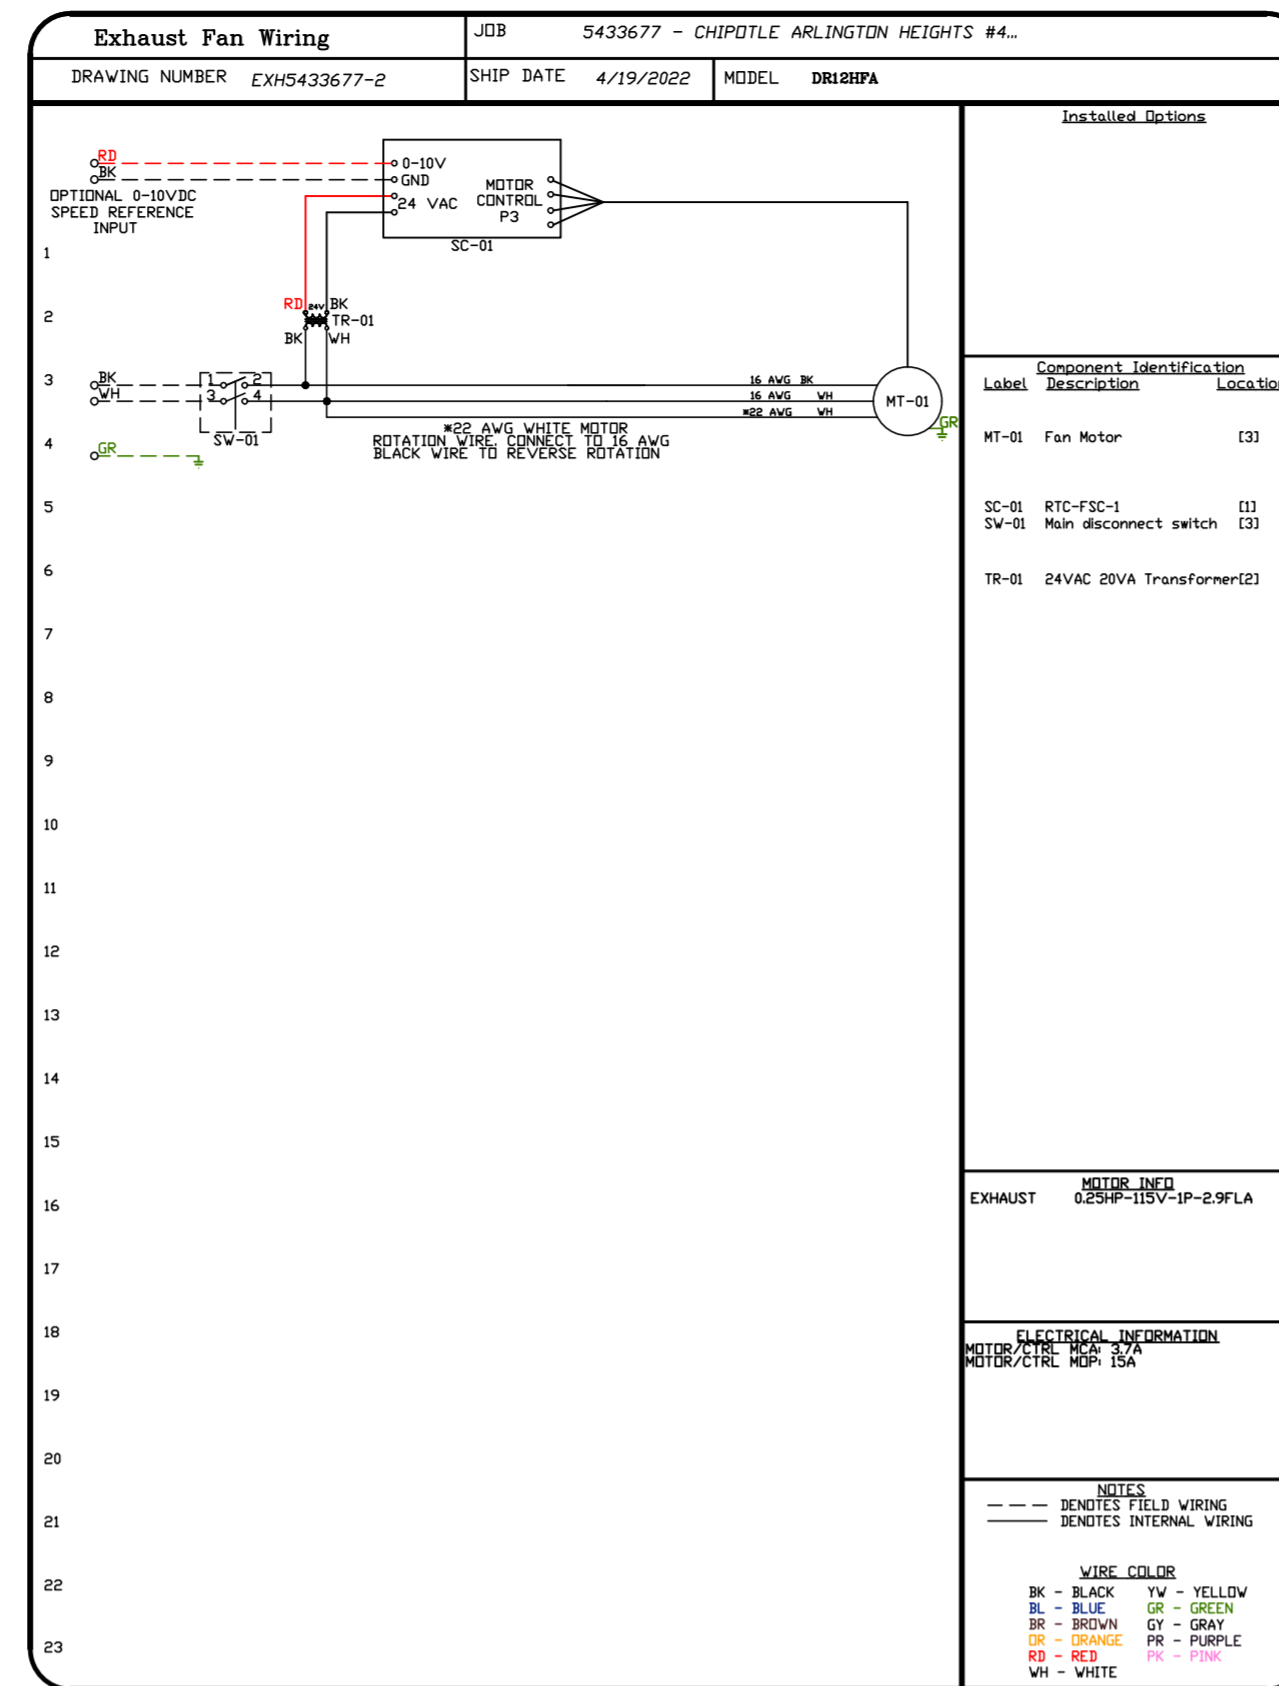 Exhaust Fan Wiring
JOB 5433677 - CHIPOTLE ARLINGTON HEIGHTS #4...
DRAWING NUMBER EXH5433677-2
SHIP DATE 4/19/2022
MODEL DR12HFA
RD
BK
OPTIONAL 0-10VDC
SPEED REFERENCE
INPUT
0-10V
GND
24 VAC
MOTOR
CONTROL
P3
SC-01
RD 24V BK
TR-01
BK WH
BK
WH
1 2
3 4
SW-01
GR
16 AWG BK
16 AWG WH
*22 AWG WH
MT-01
GR
*22 AWG WHITE MOTOR
ROTATION WIRE. CONNECT TO 16 AWG
BLACK WIRE TO REVERSE ROTATION
1
2
3
4
5
6
7
8
9
10
11
12
13
14
15
16
17
18
19
20
21
22
23
Installed Options
Component Identification
Label Description Location
MT-01 Fan Motor [3]
SC-01 RTC-FSC-1 [1]
SW-01 Main disconnect switch [3]
TR-01 24VAC 20VA Transformer[2]
MOTOR INFO
EXHAUST 0.25HP-115V-1P-2.9FLA
ELECTRICAL INFORMATION
MOTOR/CTRL MCA: 3.7A
MOTOR/CTRL MOP: 15A
NOTES
DENOTES FIELD WIRING
DENOTES INTERNAL WIRING
WIRE COLOR
BK - BLACK YW - YELLOW
BL - BLUE GR - GREEN
BR - BROWN GY - GRAY
OR - ORANGE PR - PURPLE
RD - RED PK - PINK
WH - WHITE